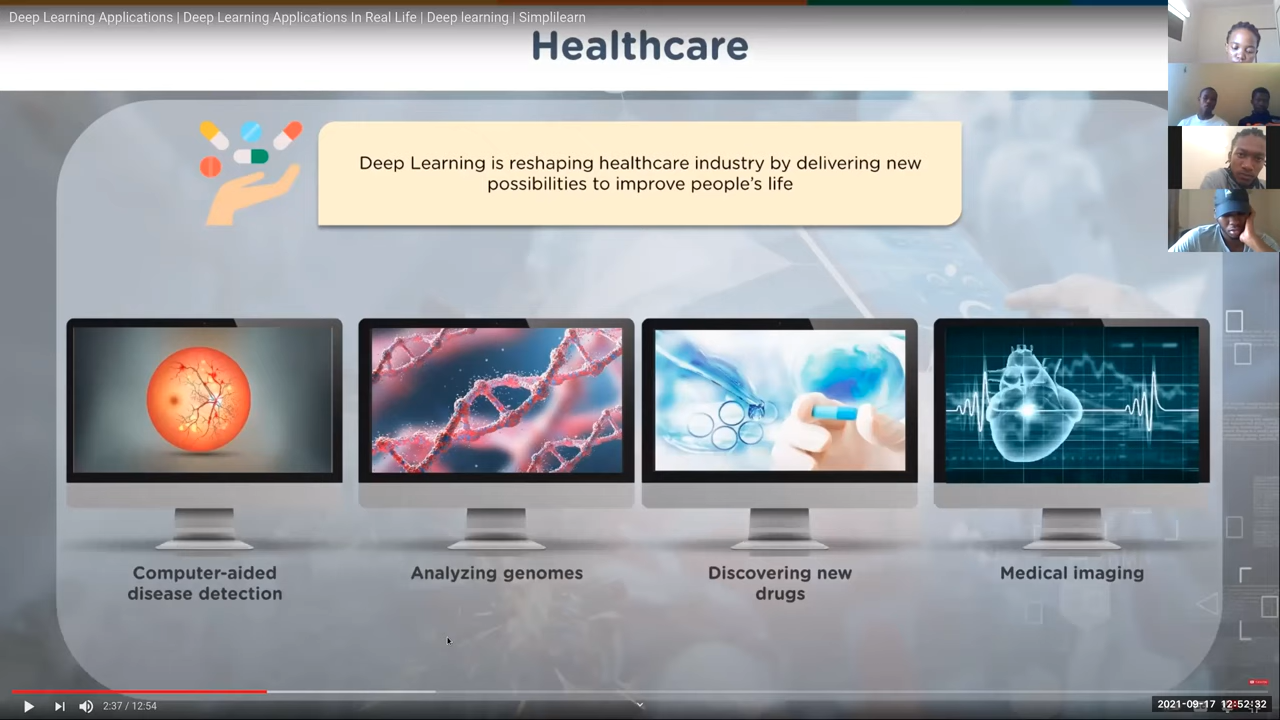 Deep Learning Applications | Deep Learning Applications In Real Life | Deep learning | Simplilearn
Healthcare
Deep Learning is reshaping healthcare industry by delivering new
possibilities to improve people's life
Computer-aided
disease detection
Analyzing genomes
Discovering new
drugs
Medical imaging
2:37 / 12:54
2021-09-17 12:52:32